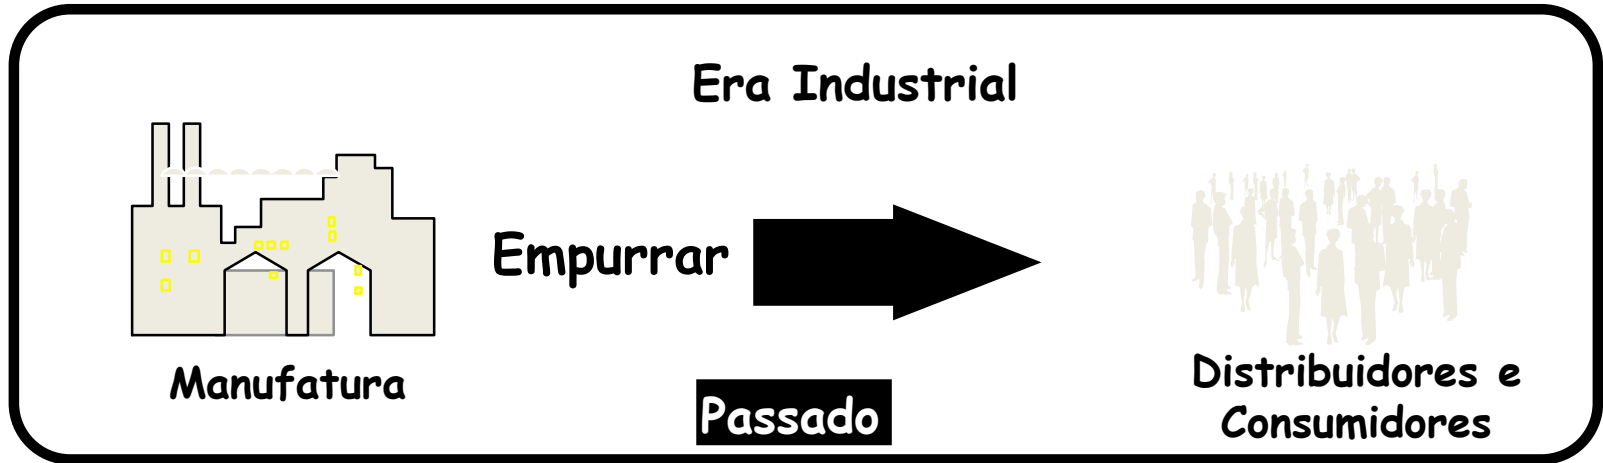 Era Industrial
Empurrar
Manufatura
Passado
Distribuidores e
Consumidores